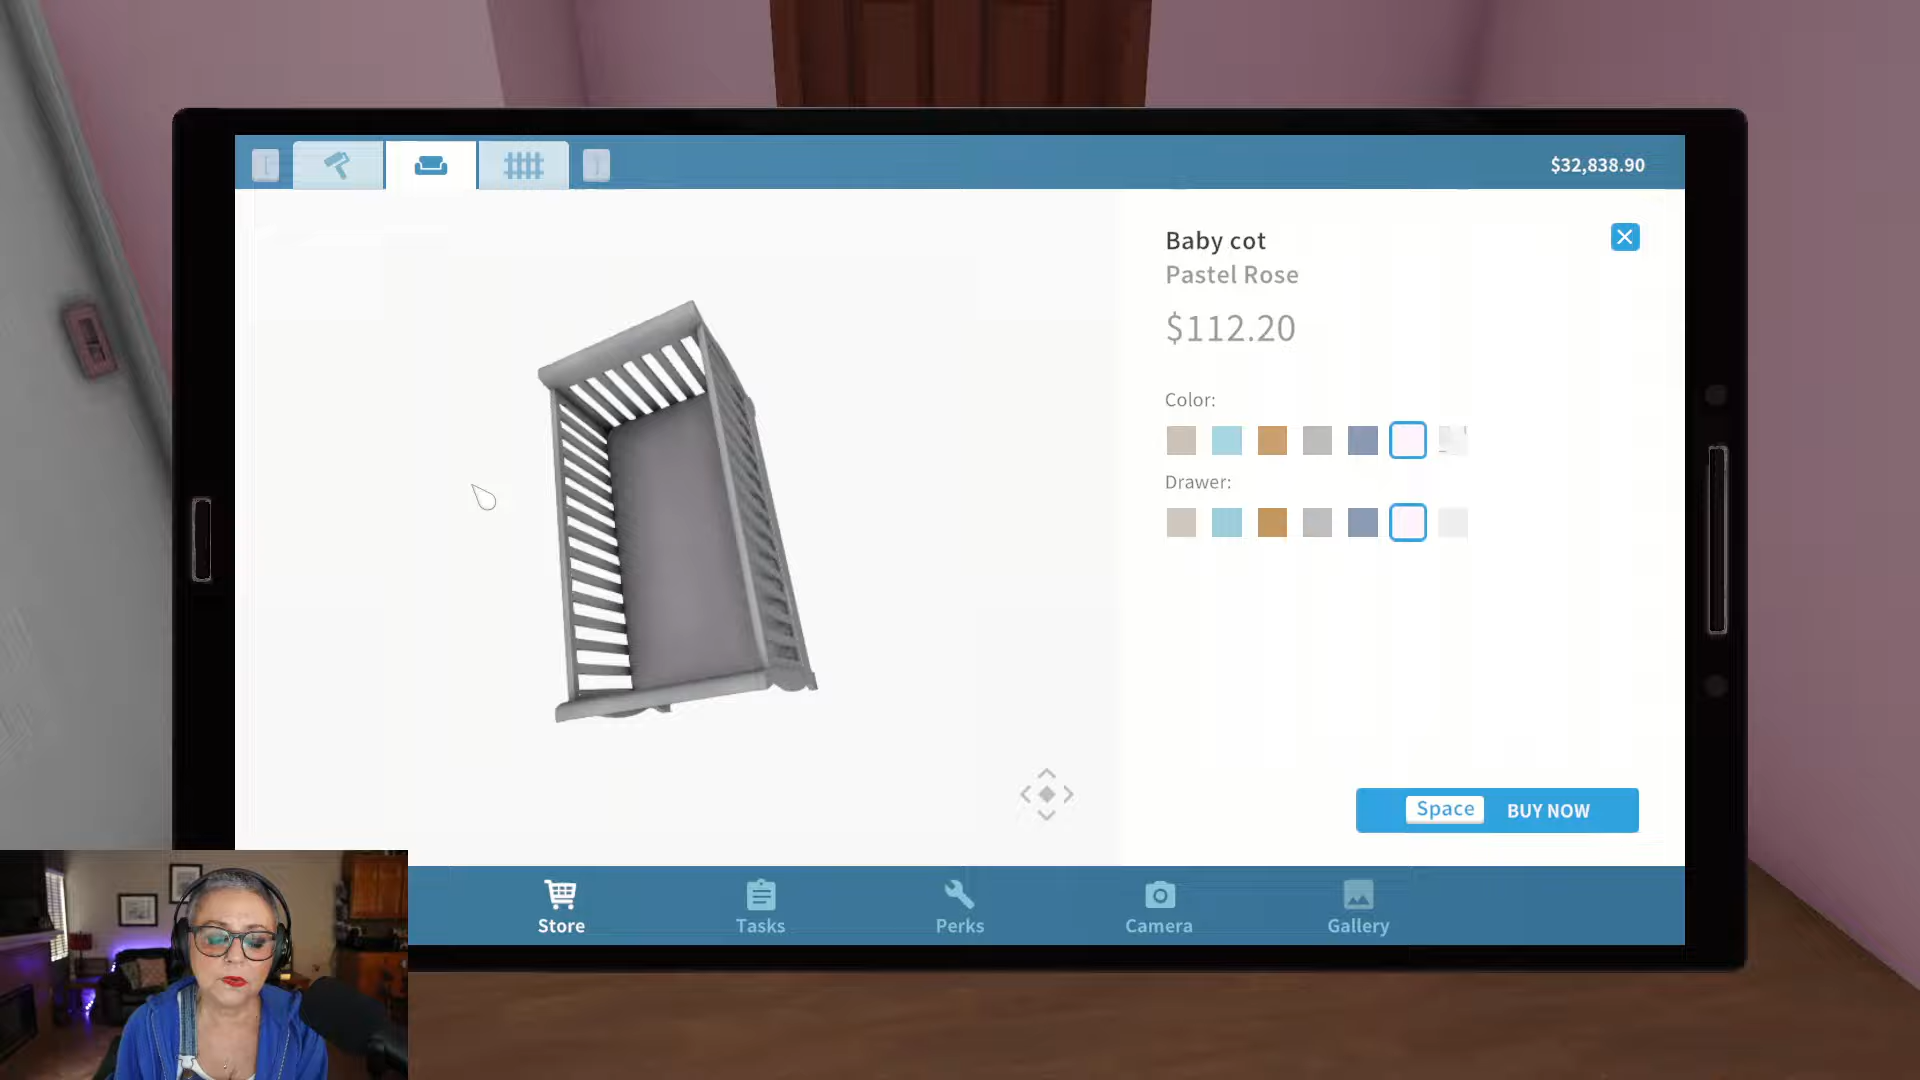 $32,838.90
Baby cot
Pastel Rose
$112.20
Color:
Drawer:
Space BUY NOW
Store Tasks Perks Camera Gallery